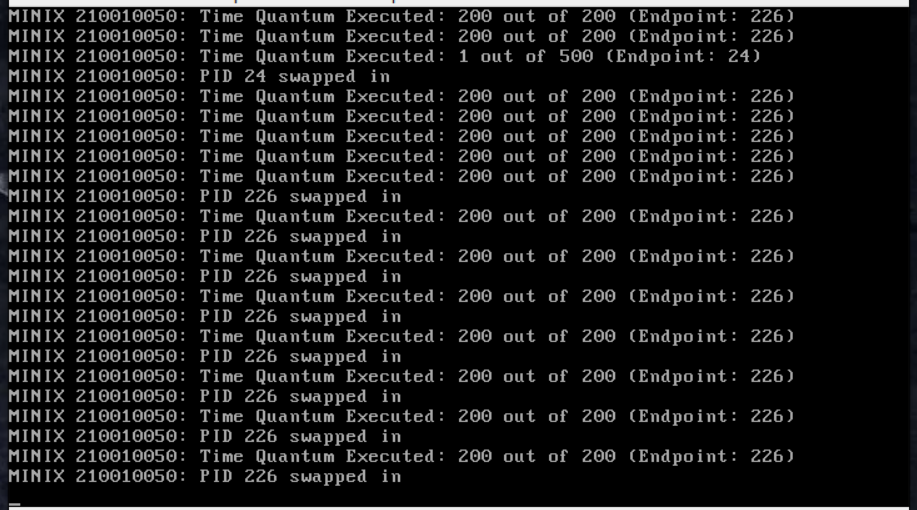 MINIX 210010050: Time Quantum Executed: 200 out of 200 (Endpoint: 226)
MINIX 210010050: Time Quantum Executed: 200 out of 200 (Endpoint: 226)
MINIX 210010050: Time Quantum Executed: 1 out of 500 (Endpoint: 24)
MINIX 210010050: PID 24 swapped in
MINIX 210010050: Time Quantum Executed: 200 out of 200 (Endpoint: 226)
MINIX 210010050: Time Quantum Executed: 200 out of 200 (Endpoint: 226)
MINIX 210010050: Time Quantum Executed: 200 out of 200 (Endpoint: 226)
MINIX 210010050: Time Quantum Executed: 200 out of 200 (Endpoint: 226)
MINIX 210010050: Time Quantum Executed: 200 out of 200 (Endpoint: 226)
MINIX 210010050: PID 226 swapped in
MINIX 210010050: Time Quantum Executed: 200 out of 200 (Endpoint: 226)
MINIX 210010050: PID 226 swapped in
MINIX 210010050: Time Quantum Executed: 200 out of 200 (Endpoint: 226)
MINIX 210010050: PID 226 swapped in
MINIX 210010050: Time Quantum Executed: 200 out of 200 (Endpoint: 226)
MINIX 210010050: PID 226 swapped in
MINIX 210010050: Time Quantum Executed: 200 out of 200 (Endpoint: 226)
MINIX 210010050: PID 226 swapped in
MINIX 210010050: Time Quantum Executed: 200 out of 200 (Endpoint: 226)
MINIX 210010050: PID 226 swapped in
MINIX 210010050: Time Quantum Executed: 200 out of 200 (Endpoint: 226)
MINIX 210010050: PID 226 swapped in
MINIX 210010050: Time Quantum Executed: 200 out of 200 (Endpoint: 226)
MINIX 210010050: PID 226 swapped in